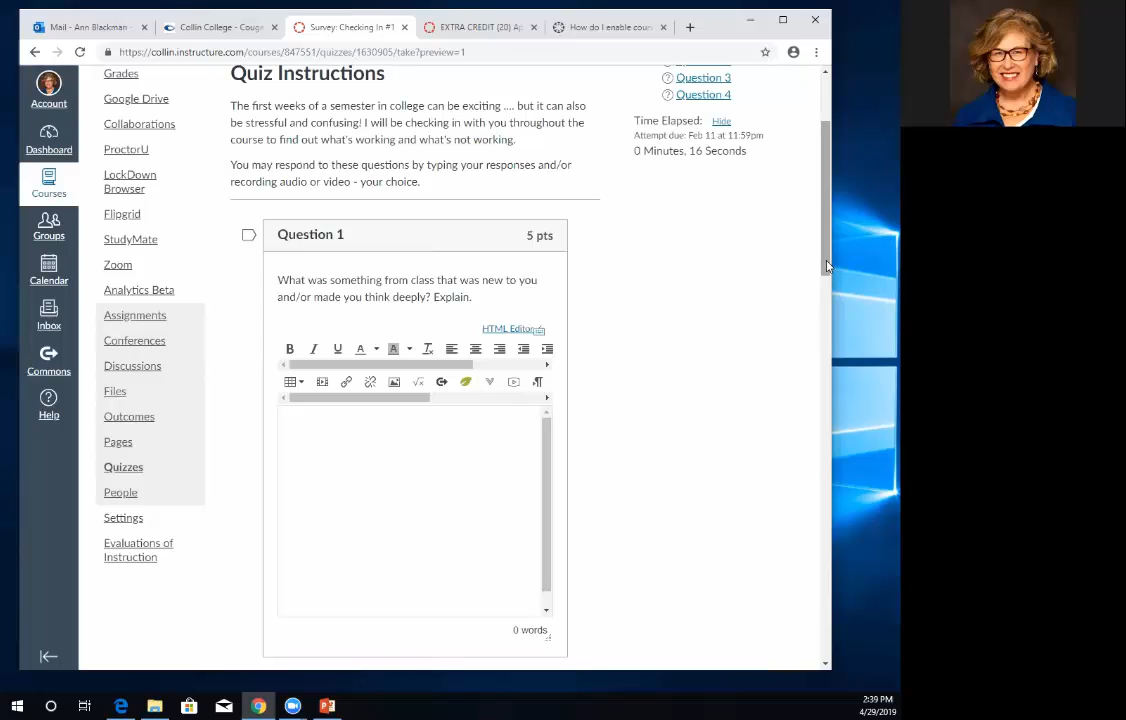 Mail - Ann Blackman -
Collin College - Couge
Survey: Checking In #1
EXTRA CREDIT (20) Ap
How do I enable cour
https://collin.instructure.com/courses/847551/quizzes/1630905/take?preview=1
Account
Dashboard
Courses
Groups
Calendar
Inbox
Commons
Help
Grades
Google Drive
Collaborations
ProctorU
LockDown
Browser
Flipgrid
StudyMate
Zoom
Analytics Beta
Assignments
Conferences
Discussions
Files
Outcomes
Pages
Quizzes
People
Settings
Evaluations of
Instruction
Quiz Instructions
The first weeks of a semester in college can be exciting .... but it can also
be stressful and confusing! I will be checking in with you throughout the
course to find out what's working and what's not working.
You may respond to these questions by typing your responses and/or
recording audio or video - your choice.
Question 1
5 pts
What was something from class that was new to you
and/or made you think deeply? Explain.
HTML Editor
B I U A A
0 words
Question 3
Question 4
Time Elapsed: Hide
Attempt due: Feb 11 at 11:59pm
0 Minutes, 16 Seconds
2:39 PM
4/29/2019